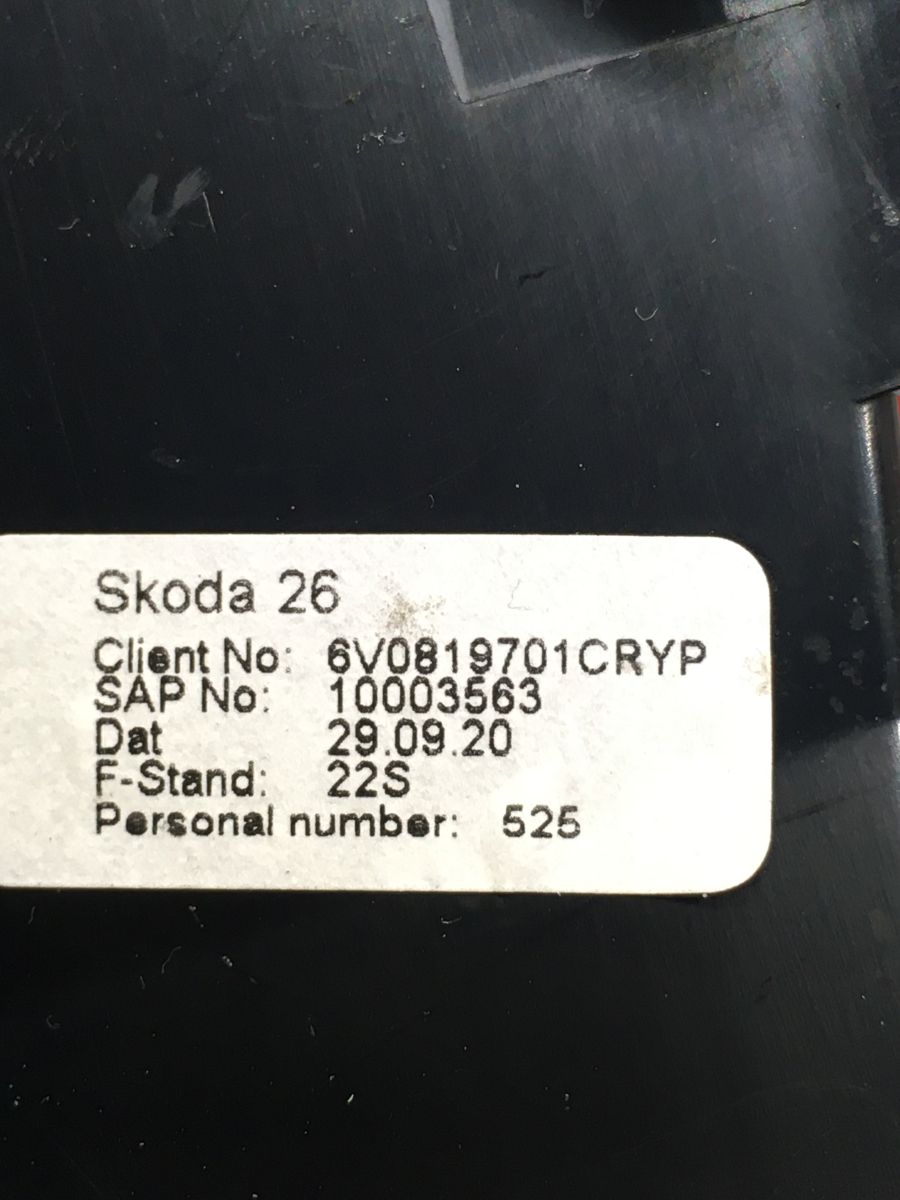 Skoda 26
Client No: 6V0819701CRYP
SAP No: 10003563
Dat 29.09.20
F-Stand: 22S
Personal number: 525